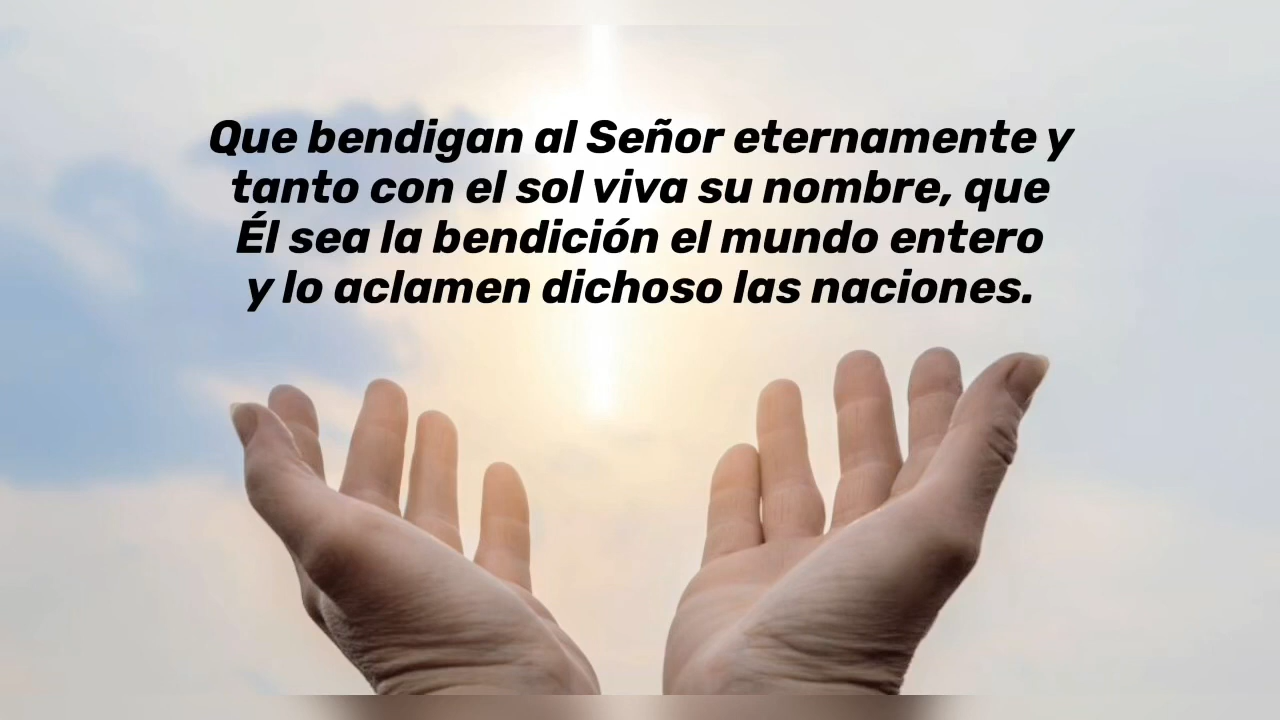 Que bendigan al Señor eternamente y
tanto con el sol viva su nombre, que
Él sea la bendición el mundo entero
y lo aclamen dichoso las naciones.